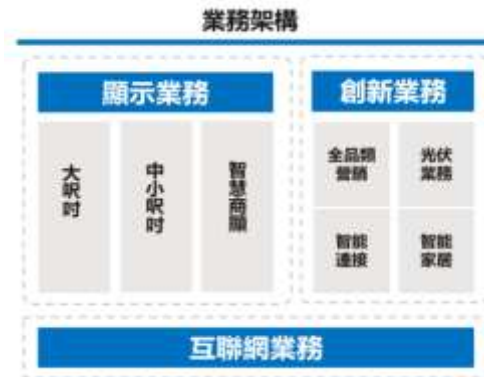 業務架構
顯示業務
創新業務
大呎吋
中小呎吋
智慧商顯
全品類
營銷
光伏
業務
智能
連接
智能
家居
互聯網業務